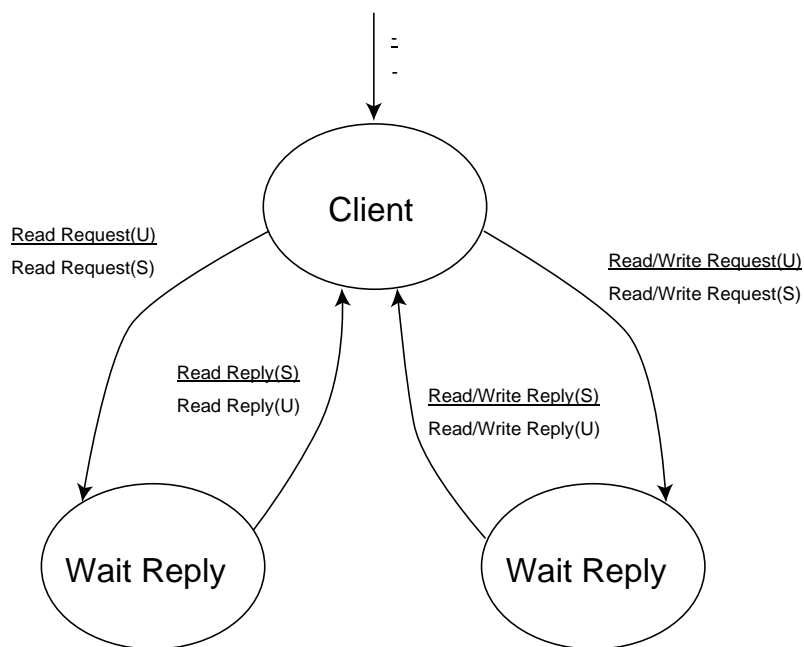 -
-
Client
Read Request(U)
Read Request(S)
Read/Write Request(U)
Read/Write Request(S)
Read Reply(S)
Read Reply(U)
Read/Write Reply(S)
Read/Write Reply(U)
Wait Reply
Wait Reply